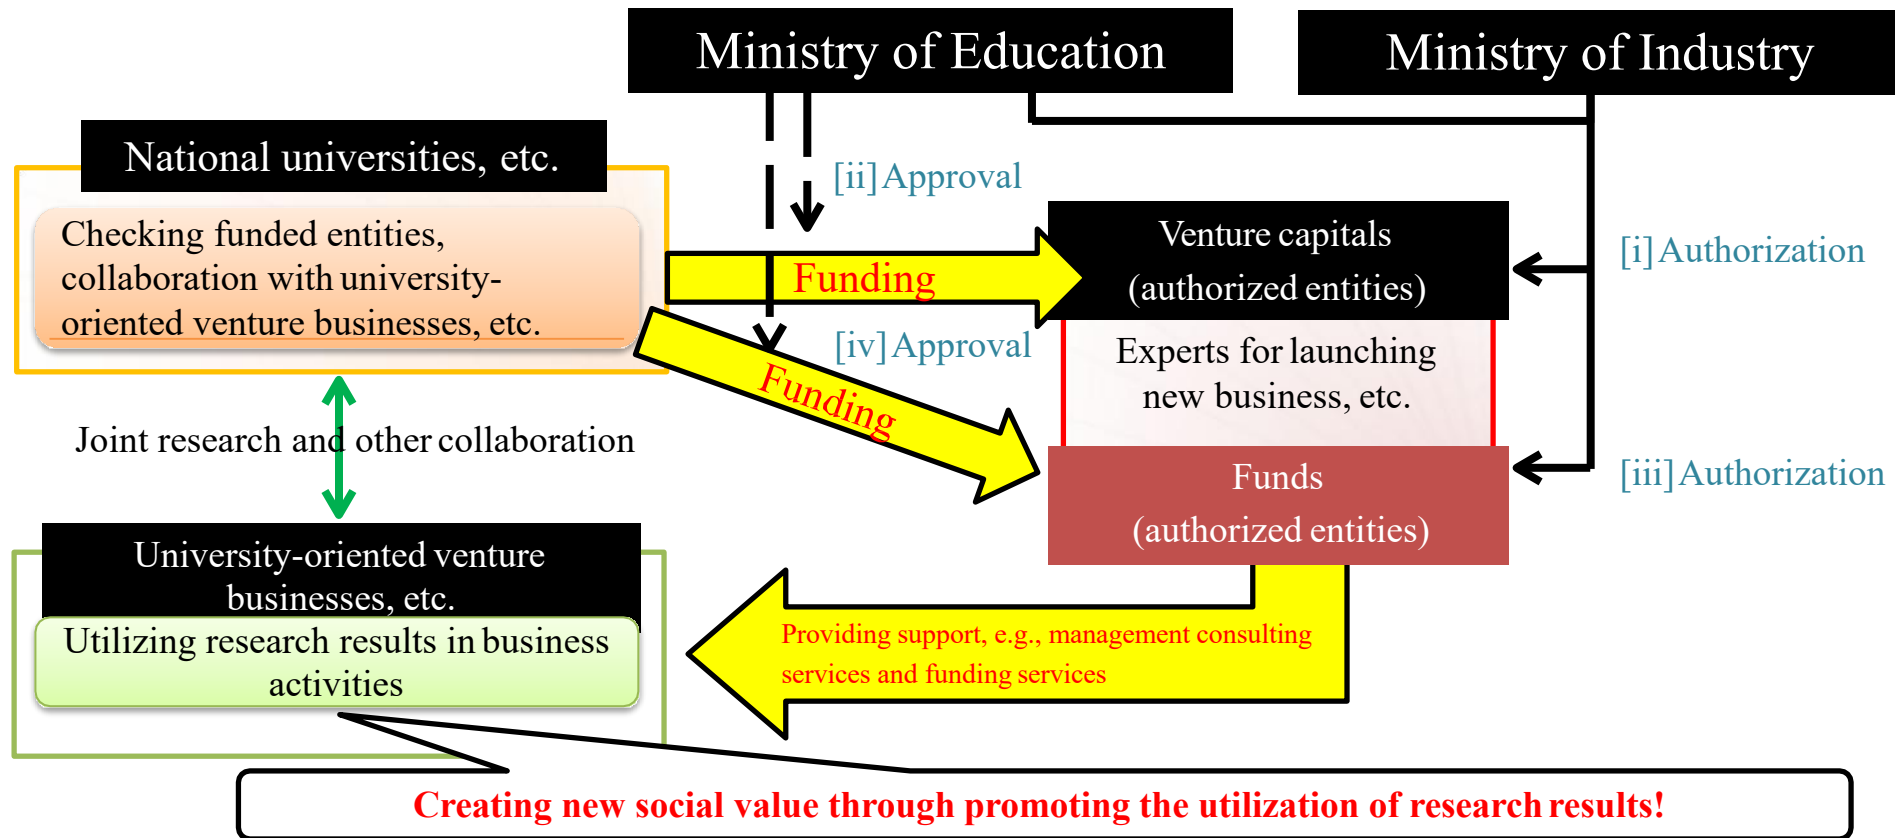 Ministry of Education
Ministry of Industry
National universities, etc.
[ii] Approval
Checking funded entities,
collaboration with university-
oriented venture businesses, etc.
Funding
Venture capitals
(authorized entities)
[i] Authorization
[iv] Approval
Funding
Experts for launching
new business, etc.
Joint research and other collaboration
Funds
(authorized entities)
[iii] Authorization
University-oriented venture
businesses, etc.
Utilizing research results in business
activities
Providing support, e.g., management consulting
services and funding services
Creating new social value through promoting the utilization of research results!